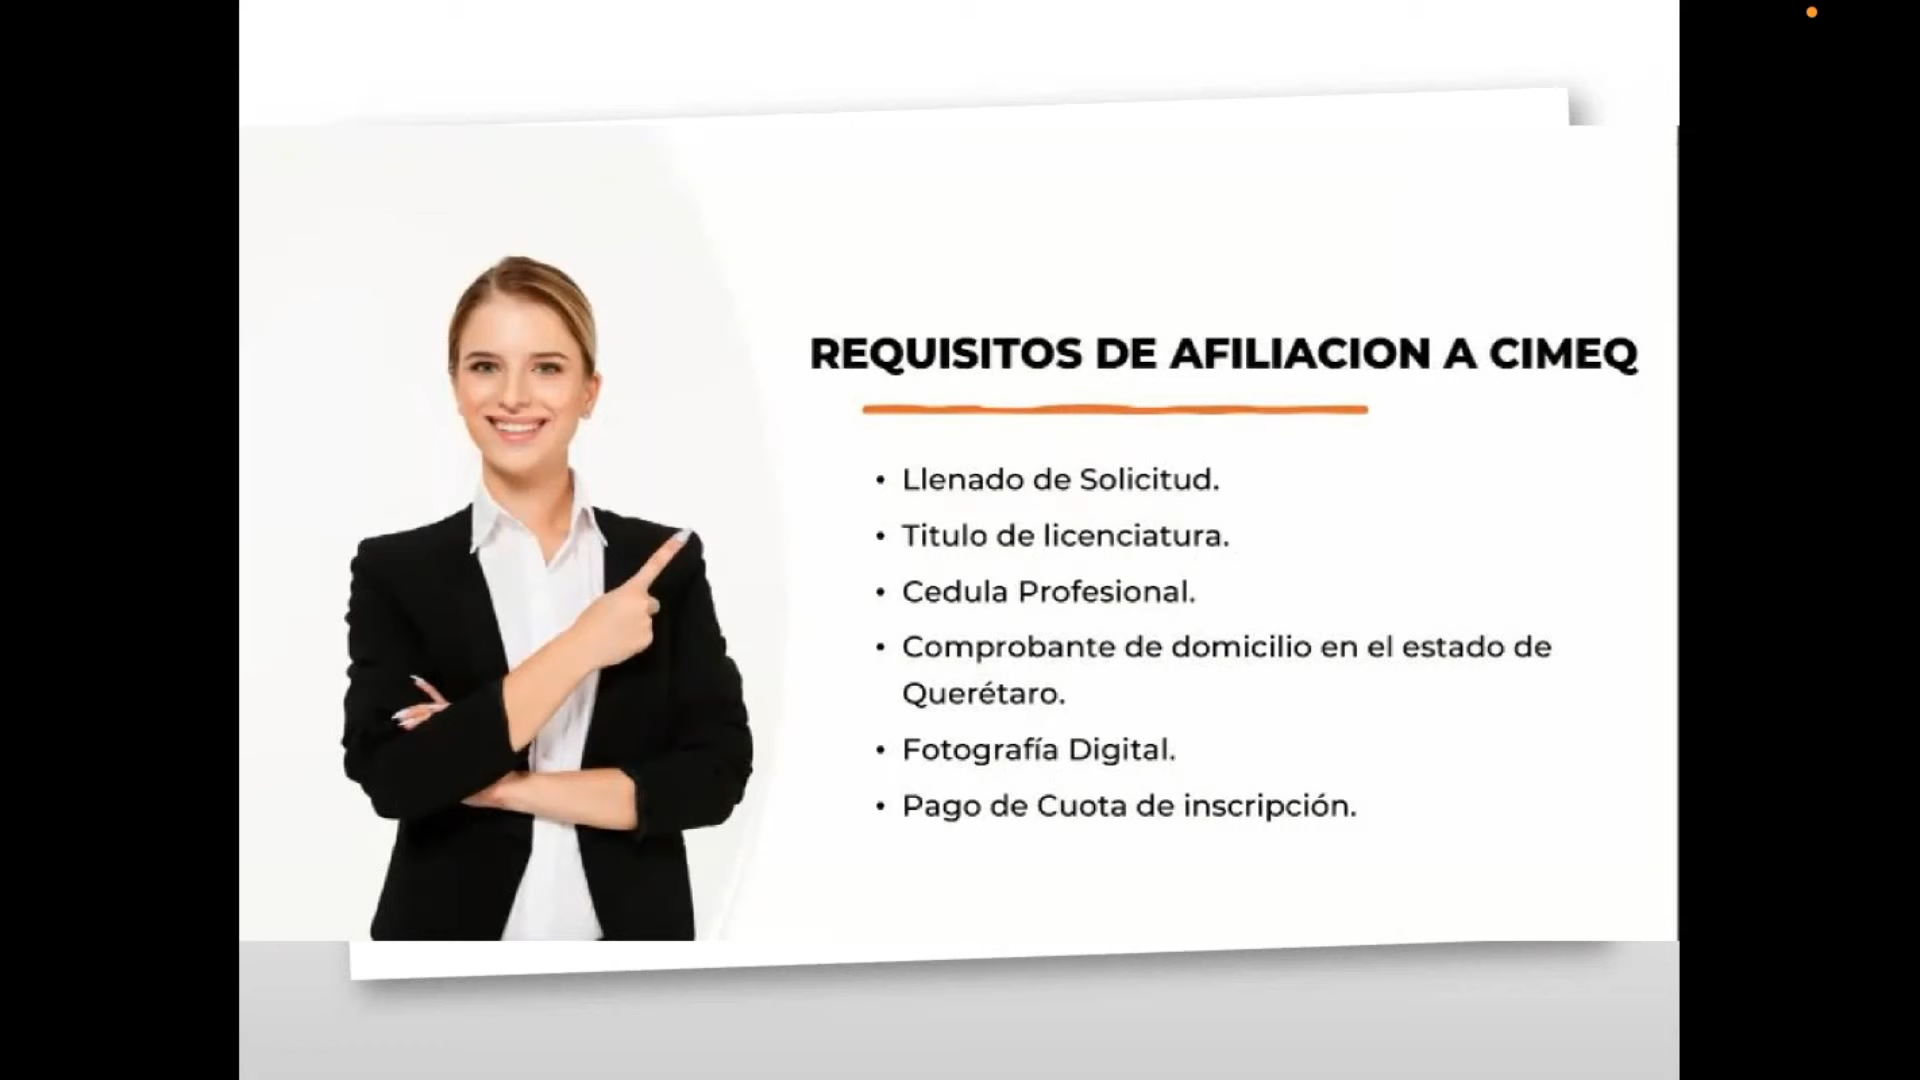 REQUISITOS DE AFILIACION A CIMEQ
• Llenado de Solicitud.
• Titulo de licenciatura.
• Cedula Profesional.
• Comprobante de domicilio en el estado de
Querétaro.
• Fotografía Digital.
• Pago de Cuota de inscripción.